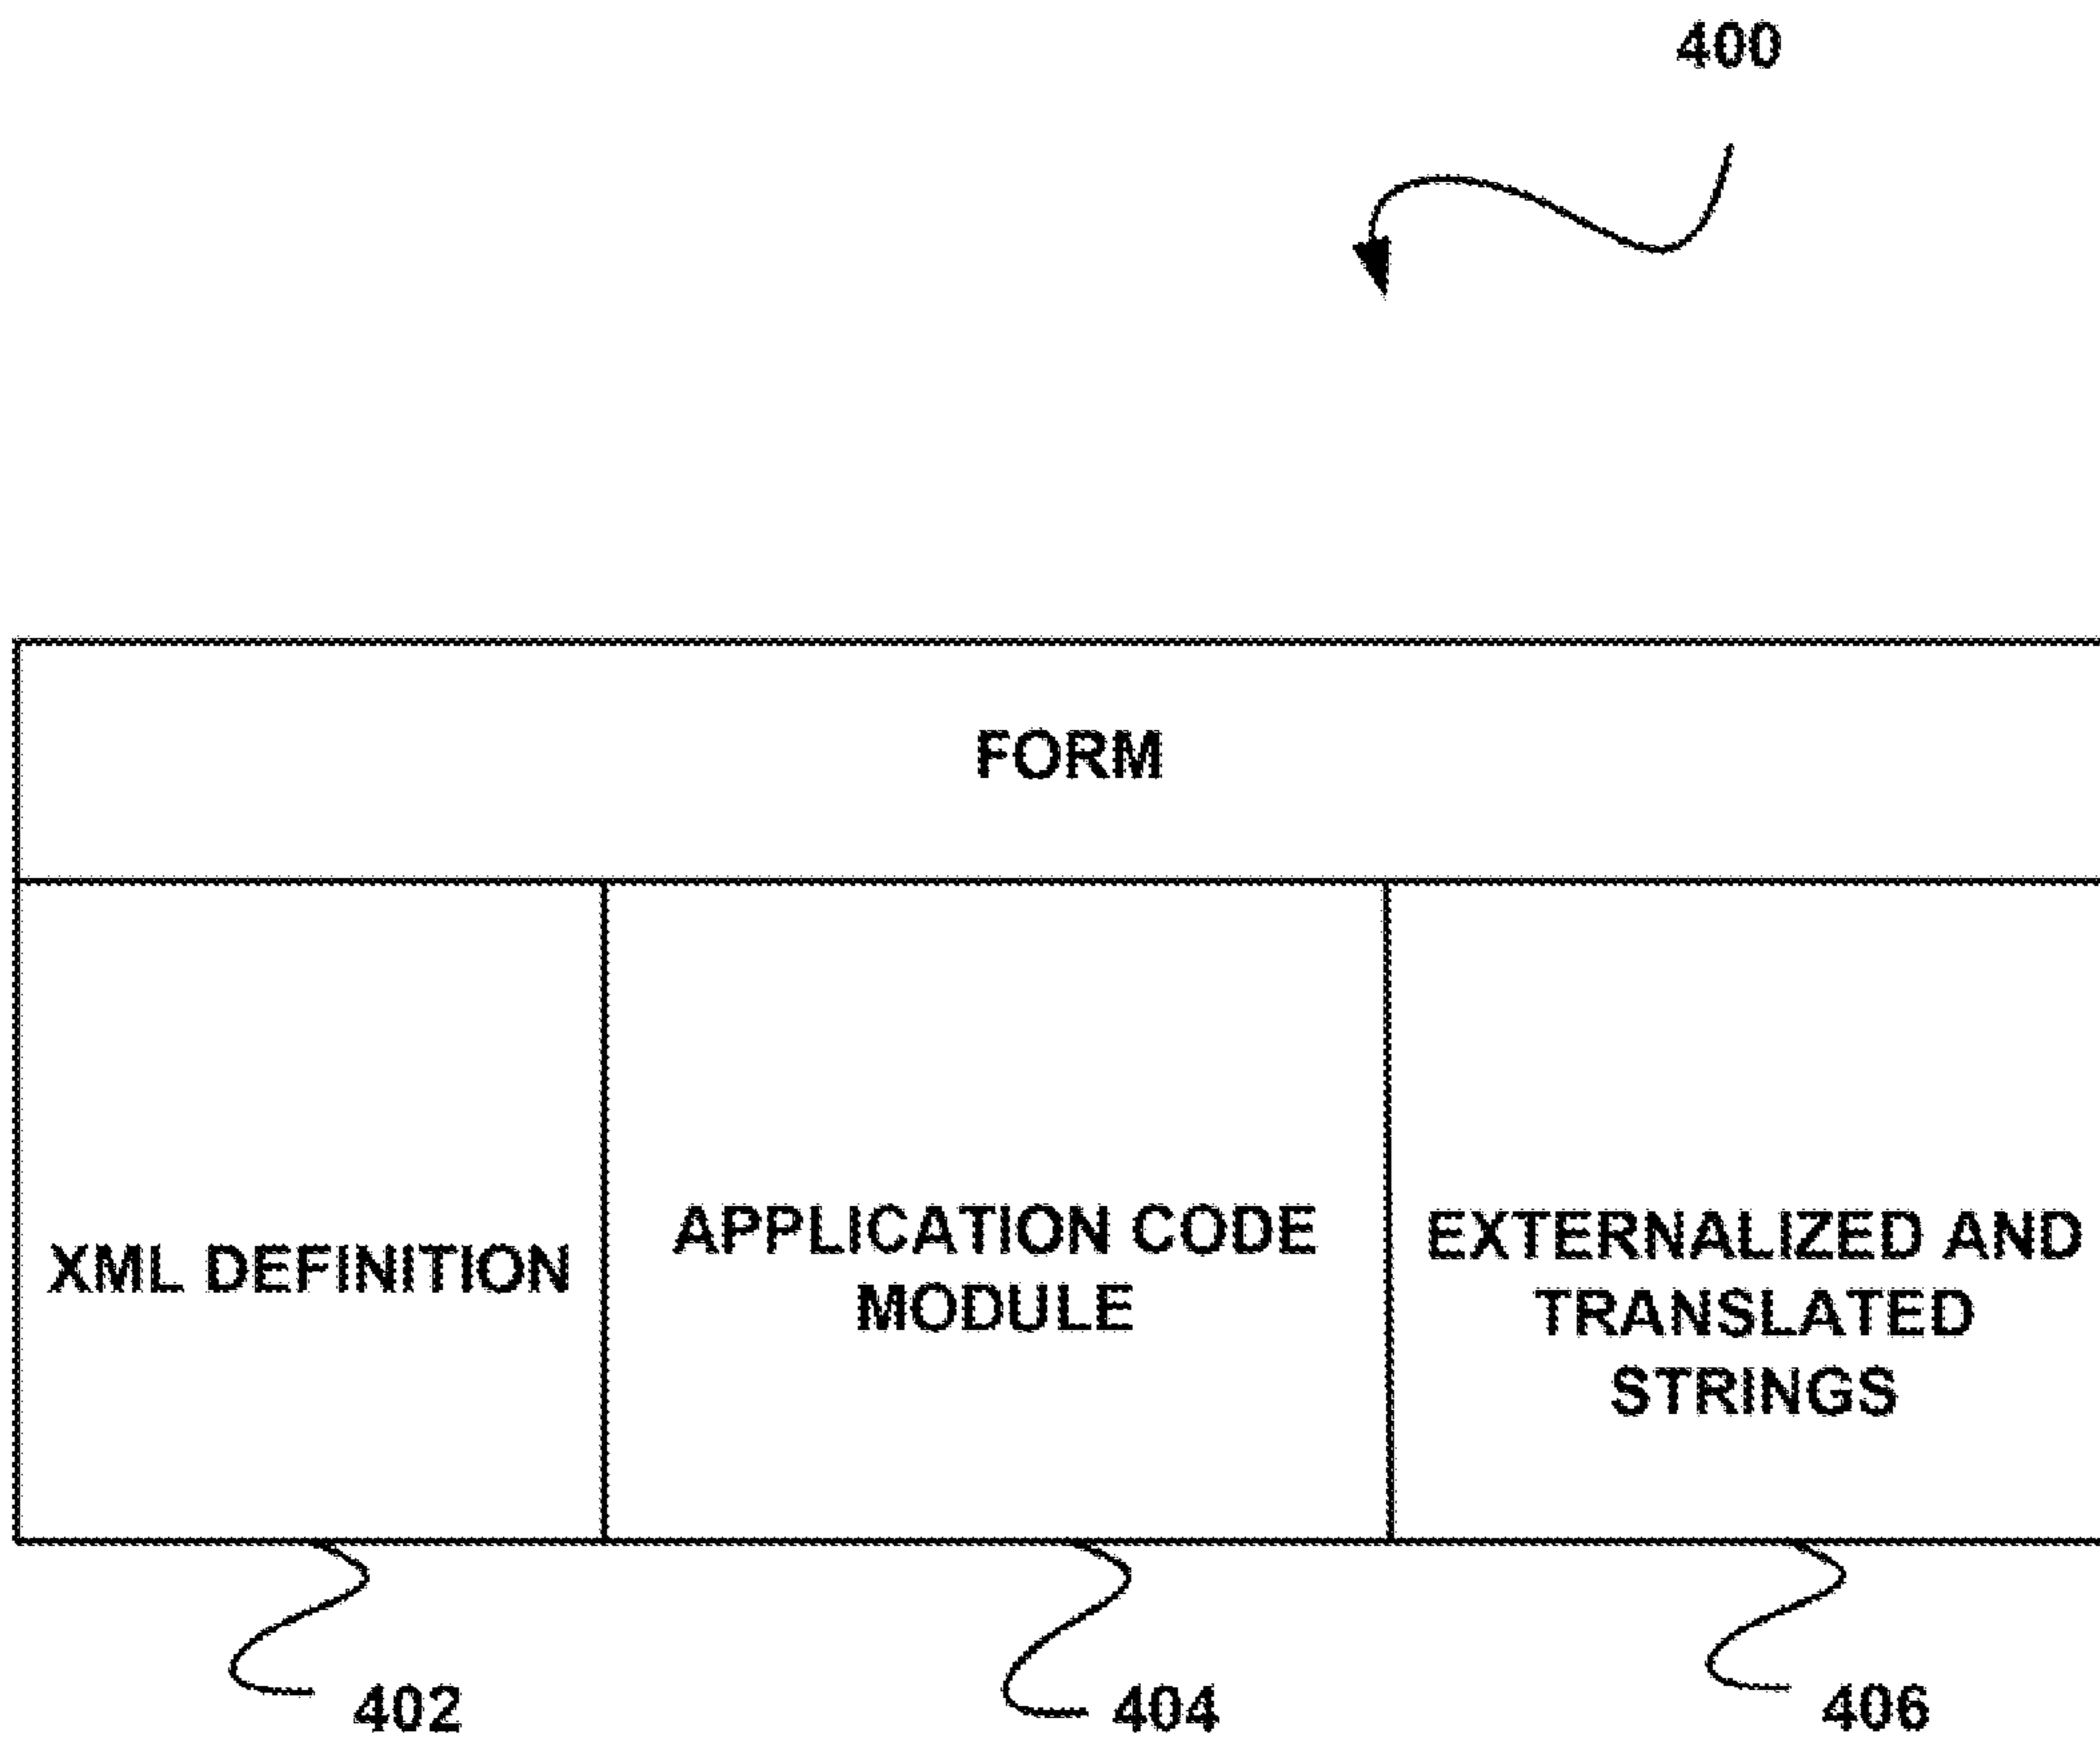 400
FORM
XML DEFINITION
APPLICATION CODE
MODULE
EXTERNALIZED AND
TRANSLATED
STRINGS
402
404
406